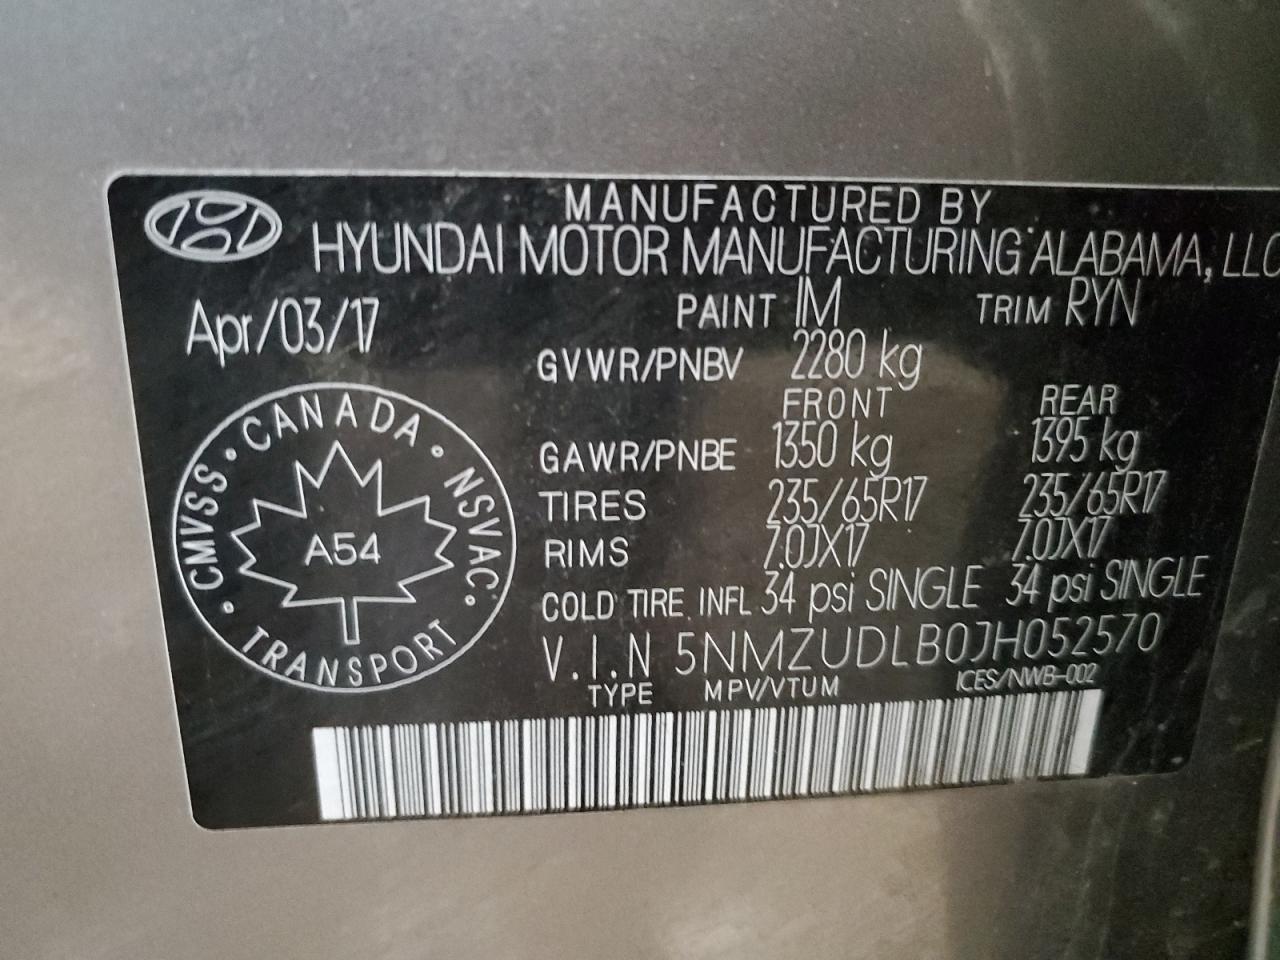 MANUFACTURED BY
HYUNDAI MOTOR MANUFACTURING ALABAMA, LLC
Apr/03/17 PAINT IM TRIM RYN
GVWR/PNBV 2280 kg
FRONT REAR
GAWR/PNBE 1350 kg 1395 kg
TIRES 235/65R17 235/65R17
RIMS 7.0JX17 7.0JX17
COLD TIRE INFL 34 psi SINGLE 34 psi SINGLE
V.I.N 5NMZUDLB0JH052570
TYPE MPV/VTUM ICES/NWB-002
CMVSS · CANADA · NSVAC · TRANSPORT ·
A54